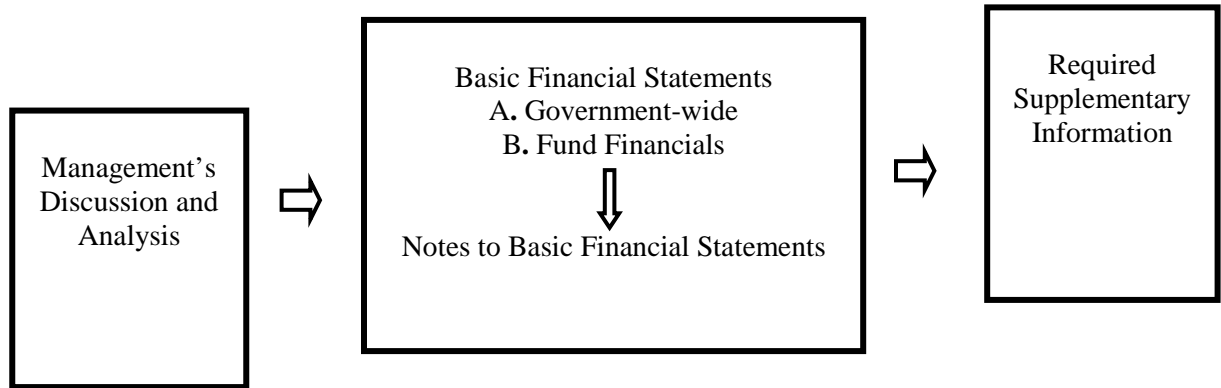 Management’s
Discussion and
Analysis
Basic Financial Statements
A. Government-wide
B. Fund Financials
Notes to Basic Financial Statements
Required
Supplementary
Information